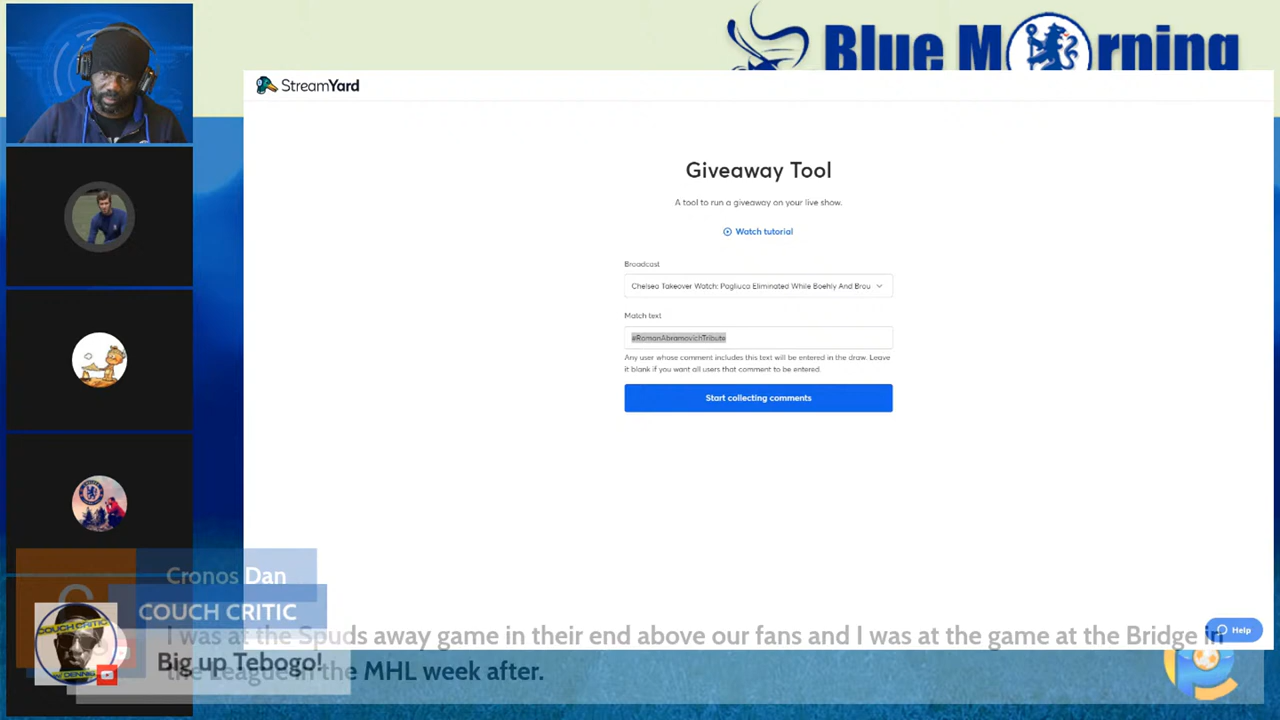 Blue M rning
StreamYard
Giveaway Tool
A tool to run a giveaway on your live show.
Watch tutorial
Broadcast
Chelsea Takeover Watch: Pagliuca Eliminated While Boehly And Brou
Match text
#RomanAbramovichTribute
Any user whose comment includes this text will be entered in the draw. Leave
it blank if you want all users that comment to be entered.
Start collecting comments
Cronos Dan
COUCH CRITIC
I was at the Spuds away game in their end above our fans and I was at the game at the Bridge in
Big up Tebogo!
the League in the MHL week after.
Help
COUCH CRITIC